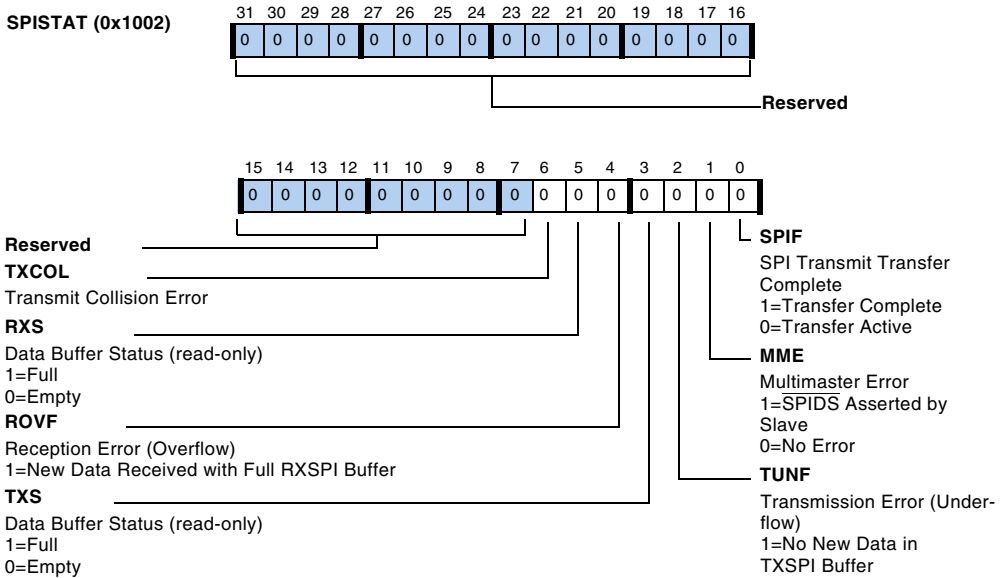 SPISTAT (0x1002)
31 30 29 28 27 26 25 24 23 22 21 20 19 18 17 16
0 0 0 0 0 0 0 0 0 0 0 0 0 0 0 0
Reserved
15 14 13 12 11 10 9 8 7 6 5 4 3 2 1 0
0 0 0 0 0 0 0 0 0 0 0 0 0 0 0 0
Reserved
TXCOL
Transmit Collision Error
RXS
Data Buffer Status (read-only)
1=Full
0=Empty
ROVF
Reception Error (Overflow)
1=New Data Received with Full RXSPI Buffer
TXS
Data Buffer Status (read-only)
1=Full
0=Empty
SPIF
SPI Transmit Transfer
Complete
1=Transfer Complete
0=Transfer Active
MME
Multimaster Error
1=SPIDS Asserted by
Slave
0=No Error
TUNF
Transmission Error (Under-
flow)
1=No New Data in
TXSPI Buffer